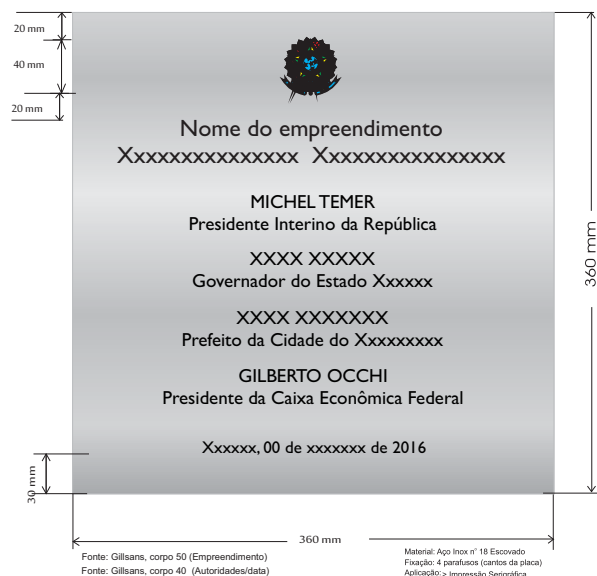 20 mm
40 mm
20 mm
Nome do empreendimento
Xxxxxxxxxxxxxxx Xxxxxxxxxxxxxxxx
MICHEL TEMER
Presidente Interino da República
XXXX XXXXX
Governador do Estado Xxxxxx
XXXX XXXXXXX
Prefeito da Cidade do Xxxxxxxxx
GILBERTO OCCHI
Presidente da Caixa Econômica Federal
Xxxxxx, 00 de xxxxxxx de 2016
360 mm
30 mm
360 mm
Fonte: Gillsans, corpo 50 (Empreendimento)
Fonte: Gillsans, corpo 40 (Autoridades/data)
Material: Aço Inox n° 18 Escovado
Fixação: 4 parafusos (cantos da placa)
Aplicação:> Impressão Serigráfica